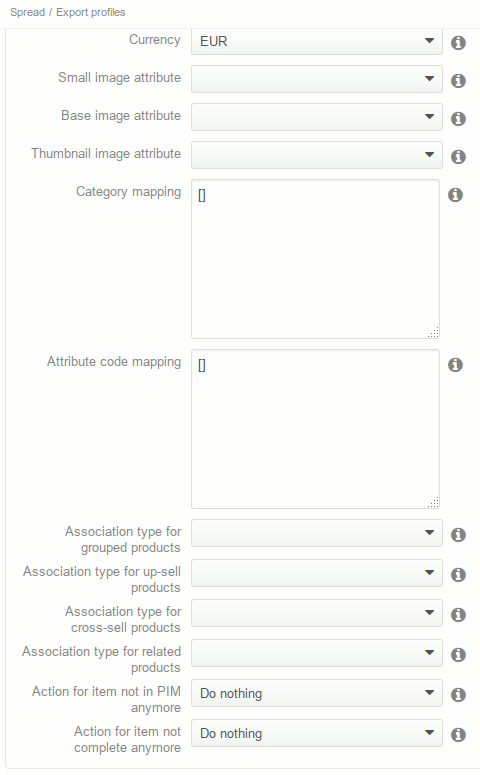 Spread / Export profiles
Currency EUR
Small image attribute
Base image attribute
Thumbnail image attribute
Category mapping []
Attribute code mapping []
Association type for
grouped products
Association type for up-sell
products
Association type for
cross-sell products
Association type for related
products
Action for item not in PIM
anymore
Do nothing
Action for item not
complete anymore
Do nothing